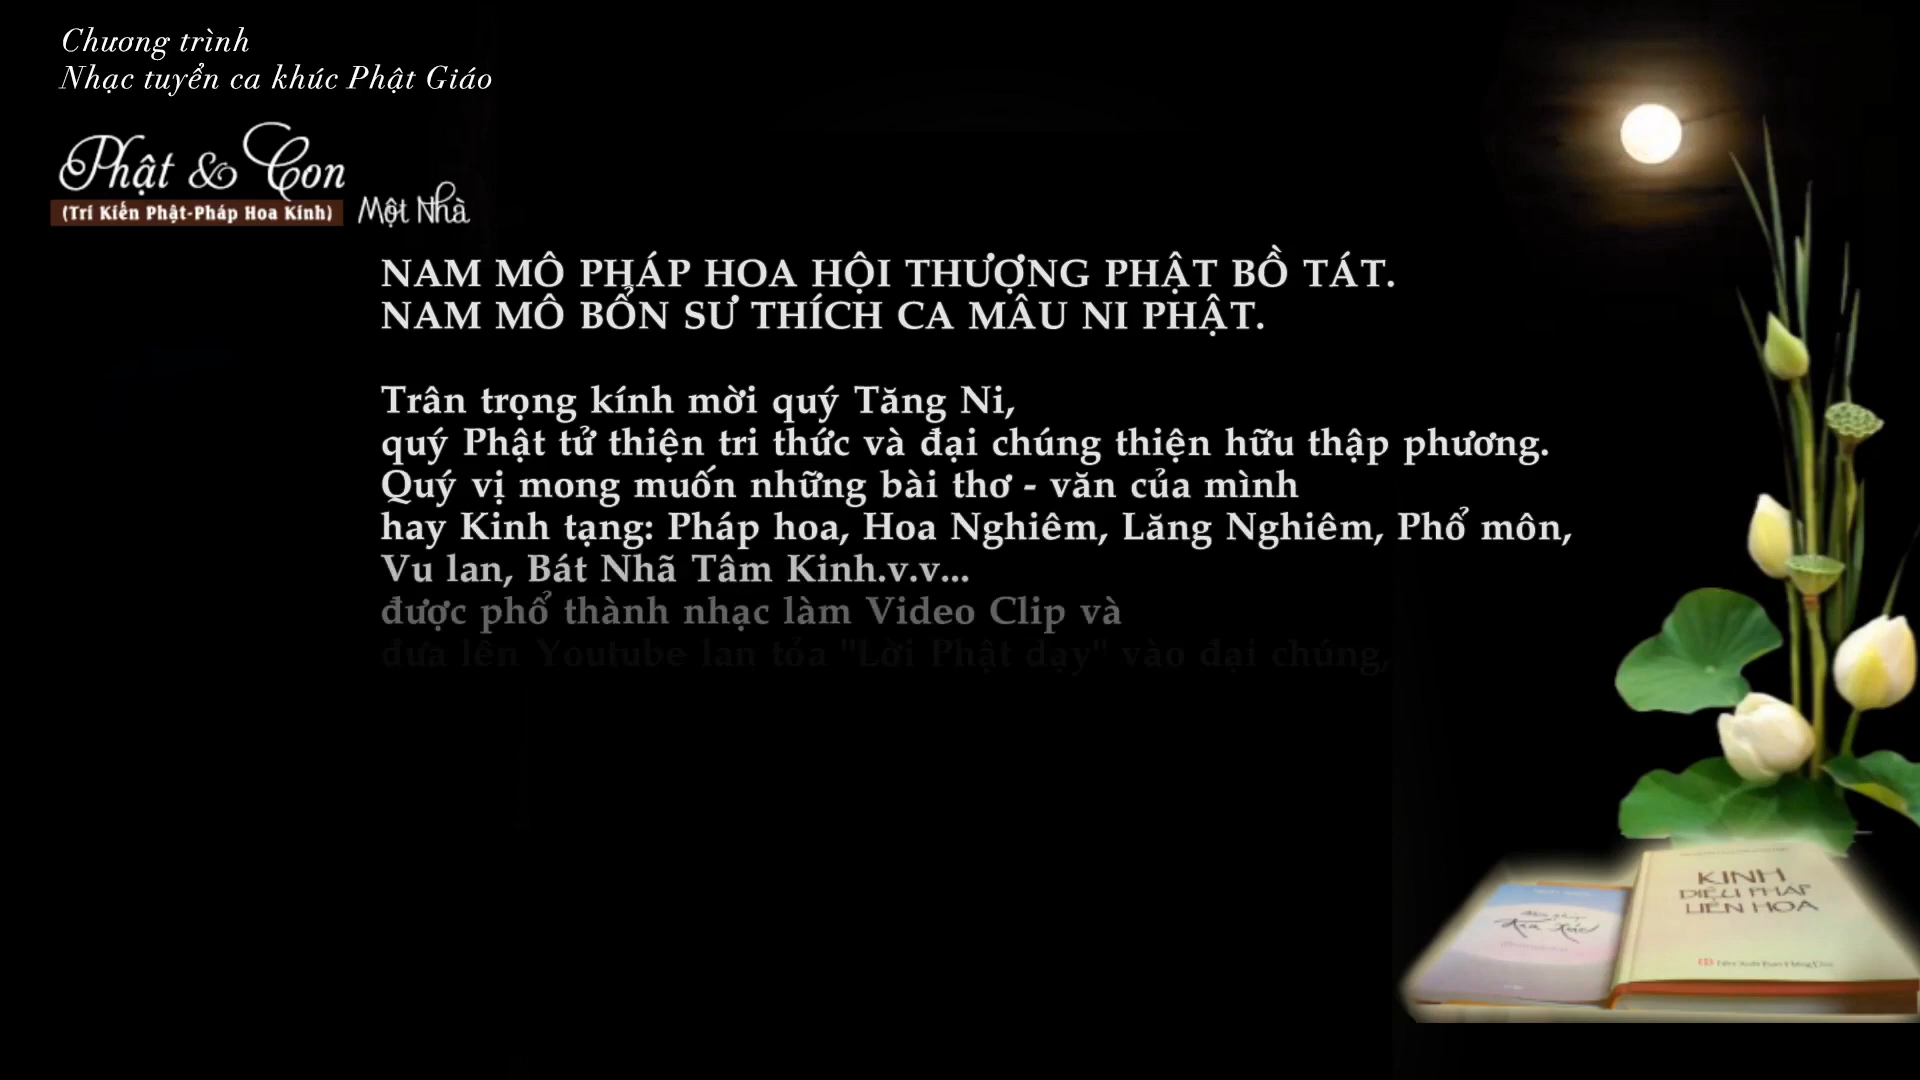 Chương trình
Nhạc tuyển ca khúc Phật Giáo
Phật & Con
(Tri Kiến Phật-Pháp Hoa Kinh) Một Nhà
NAM MÔ PHÁP HOA HỘI THƯỢNG PHẬT BỒ TÁT.
NAM MÔ BỔN SƯ THÍCH CA MÂU NI PHẬT.
Trân trọng kính mời quý Tăng Ni,
quý Phật tử thiện tri thức và đại chúng thiện hữu thập phương.
Quý vị mong muốn những bài thơ - văn của mình
hay Kinh tạng: Pháp hoa, Hoa Nghiêm, Lăng Nghiêm, Phổ môn,
Vu lan, Bát Nhã Tâm Kinh.v.v...
được phổ thành nhạc làm Video Clip và
đưa lên Youtube lan tỏa "Lời Phật dạy" vào đại chúng,
KINH
DIỆU PHÁP
LIÊN HOA